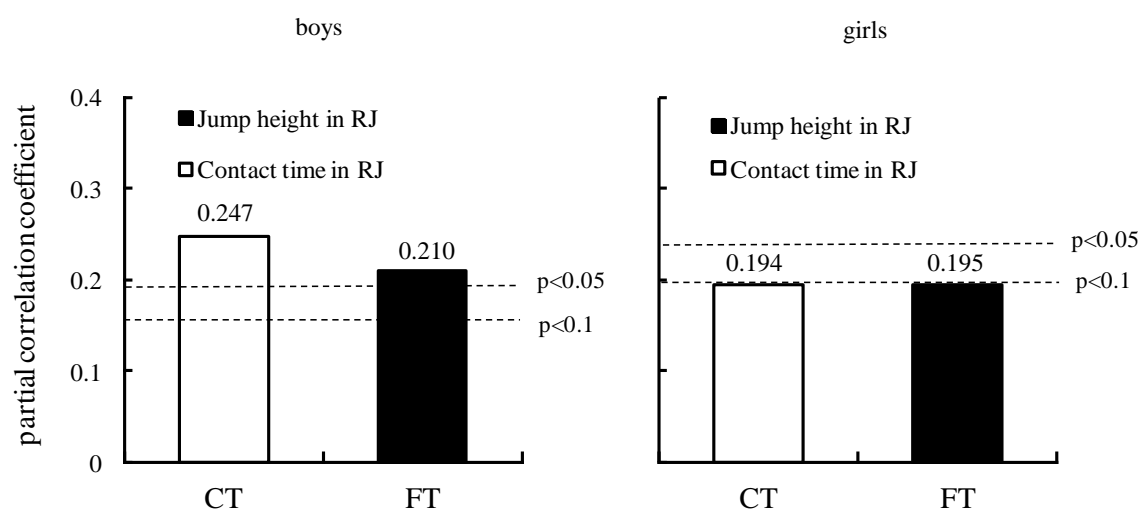 boys
partial correlation coefficient
0.4
0.3
0.2
0.1
0
■Jump height in RJ
□Contact time in RJ
0.247
0.210
p<0.05
p<0.1
CT
FT
girls
■Jump height in RJ
□Contact time in RJ
0.194
0.195
p<0.05
p<0.1
CT
FT